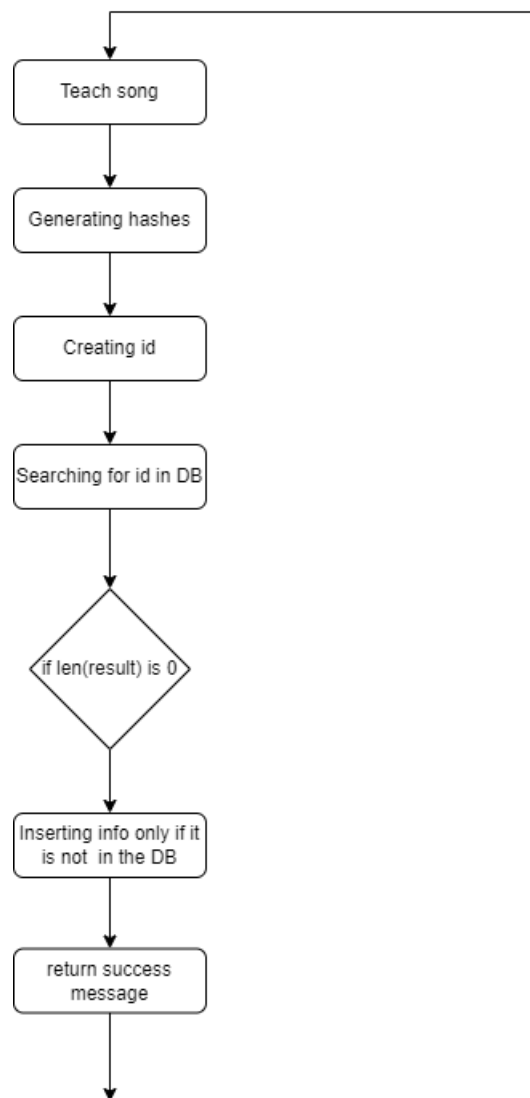 Teach song
Generating hashes
Creating id
Searching for id in DB
if len(result) is 0
Inserting info only if it
is not in the DB
return success
message